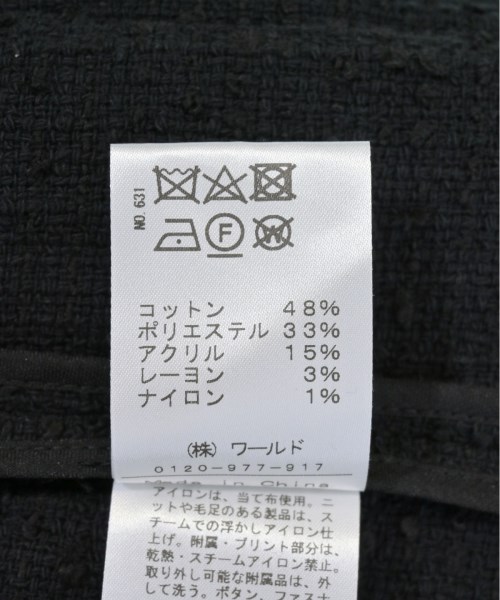 NO.631
F
W
コットン 48%
ポリエステル 33%
アクリル 15%
レーヨン 3%
ナイロン 1%
(株) ワールド
0120-977-917
Made in China
アイロンは、当て布使用。ニ
ットや毛足のある製品は、ス
チームでの浮かしアイロン仕
上げ。附属・プリント部分は、
乾熱・スチームアイロン禁止。
取り外し可能な附属品は、外
して洗う。ボタン、ファスナ